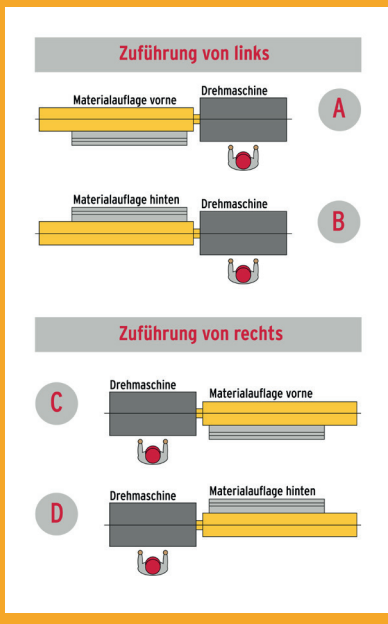 Zuführung von links
Materialauflage vorne
Drehmaschine
A
Materialauflage hinten
Drehmaschine
B
Zuführung von rechts
C
Drehmaschine
Materialauflage vorne
D
Drehmaschine
Materialauflage hinten